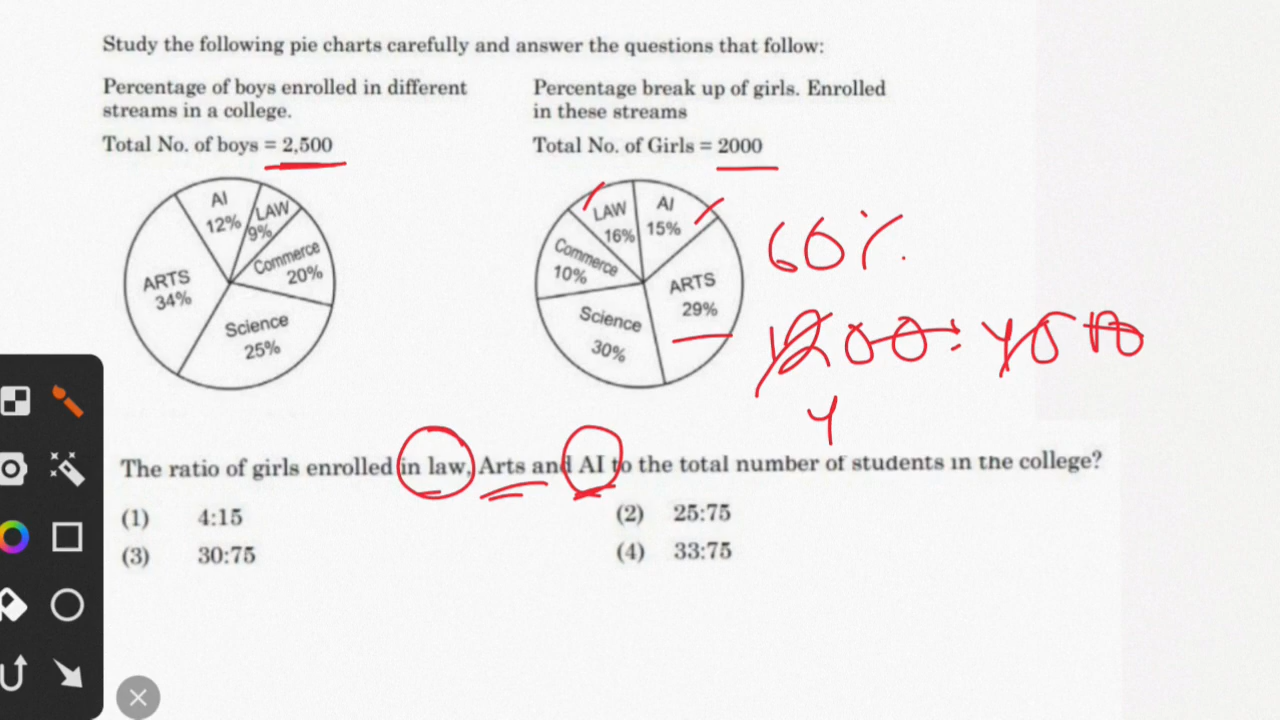 Study the following pie charts carefully and answer the questions that follow:
Percentage of boys enrolled in different
streams in a college.
Total No. of boys = 2,500
Percentage break up of girls. Enrolled
in these streams
Total No. of Girls = 2000
AI
12%
LAW
9%
Commerce
20%
Science
25%
ARTS
34%
LAW
16%
AI
15%
ARTS
29%
Science
30%
Commerce
10%
60%
4
The ratio of girls enrolled in law, Arts and AI to the total number of students in the college?
(1) 4:15
(2) 25:75
(3) 30:75
(4) 33:75